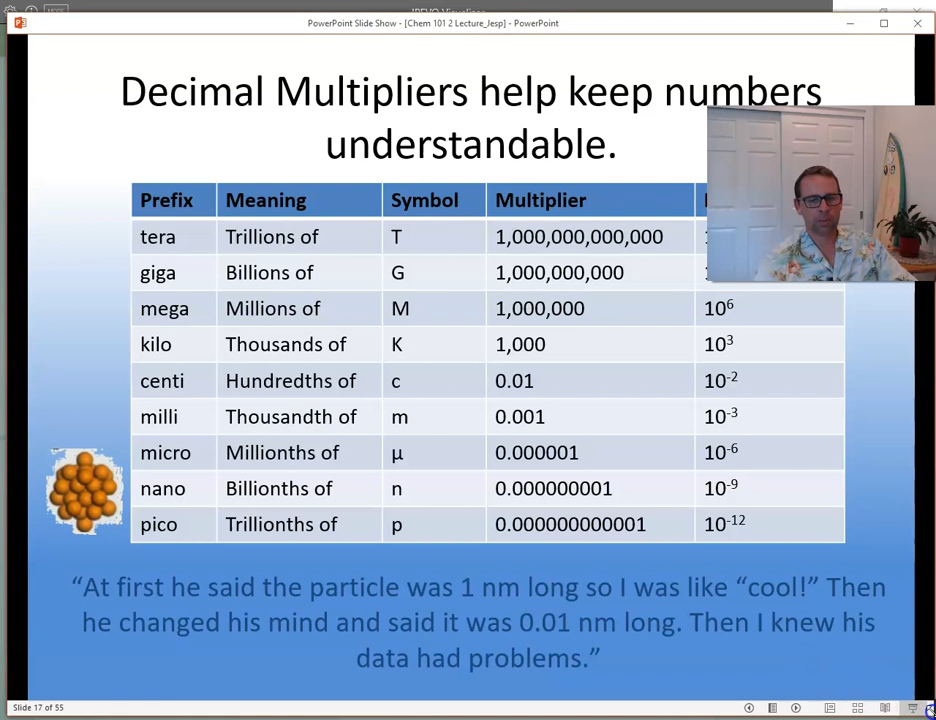 PowerPoint Slide Show - [Chem 101 2 Lecture_Jesp] - PowerPoint
Decimal Multipliers help keep numbers
understandable.
Prefix Meaning Symbol Multiplier
tera Trillions of T 1,000,000,000,000
giga Billions of G 1,000,000,000
mega Millions of M 1,000,000 10⁶
kilo Thousands of K 1,000 10³
centi Hundredths of c 0.01 10⁻²
milli Thousandth of m 0.001 10⁻³
micro Millionths of μ 0.000001 10⁻⁶
nano Billionths of n 0.000000001 10⁻⁹
pico Trillionths of p 0.000000000001 10⁻¹²
“At first he said the particle was 1 nm long so I was like “cool!” Then
he changed his mind and said it was 0.01 nm long. Then I knew his
data had problems.”
Slide 17 of 55